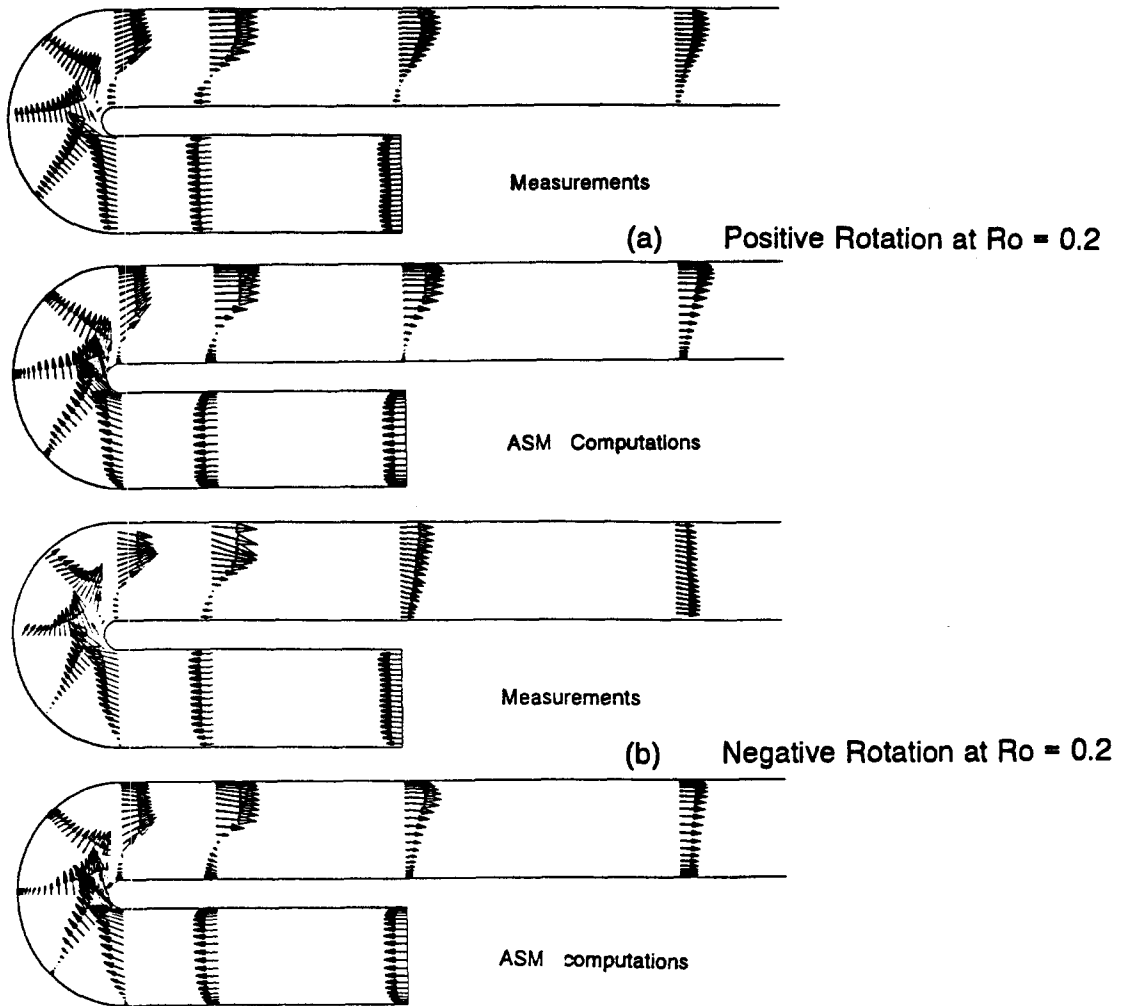 Measurements
(a) Positive Rotation at Ro = 0.2
ASM Computations
Measurements
(b) Negative Rotation at Ro = 0.2
ASM computations